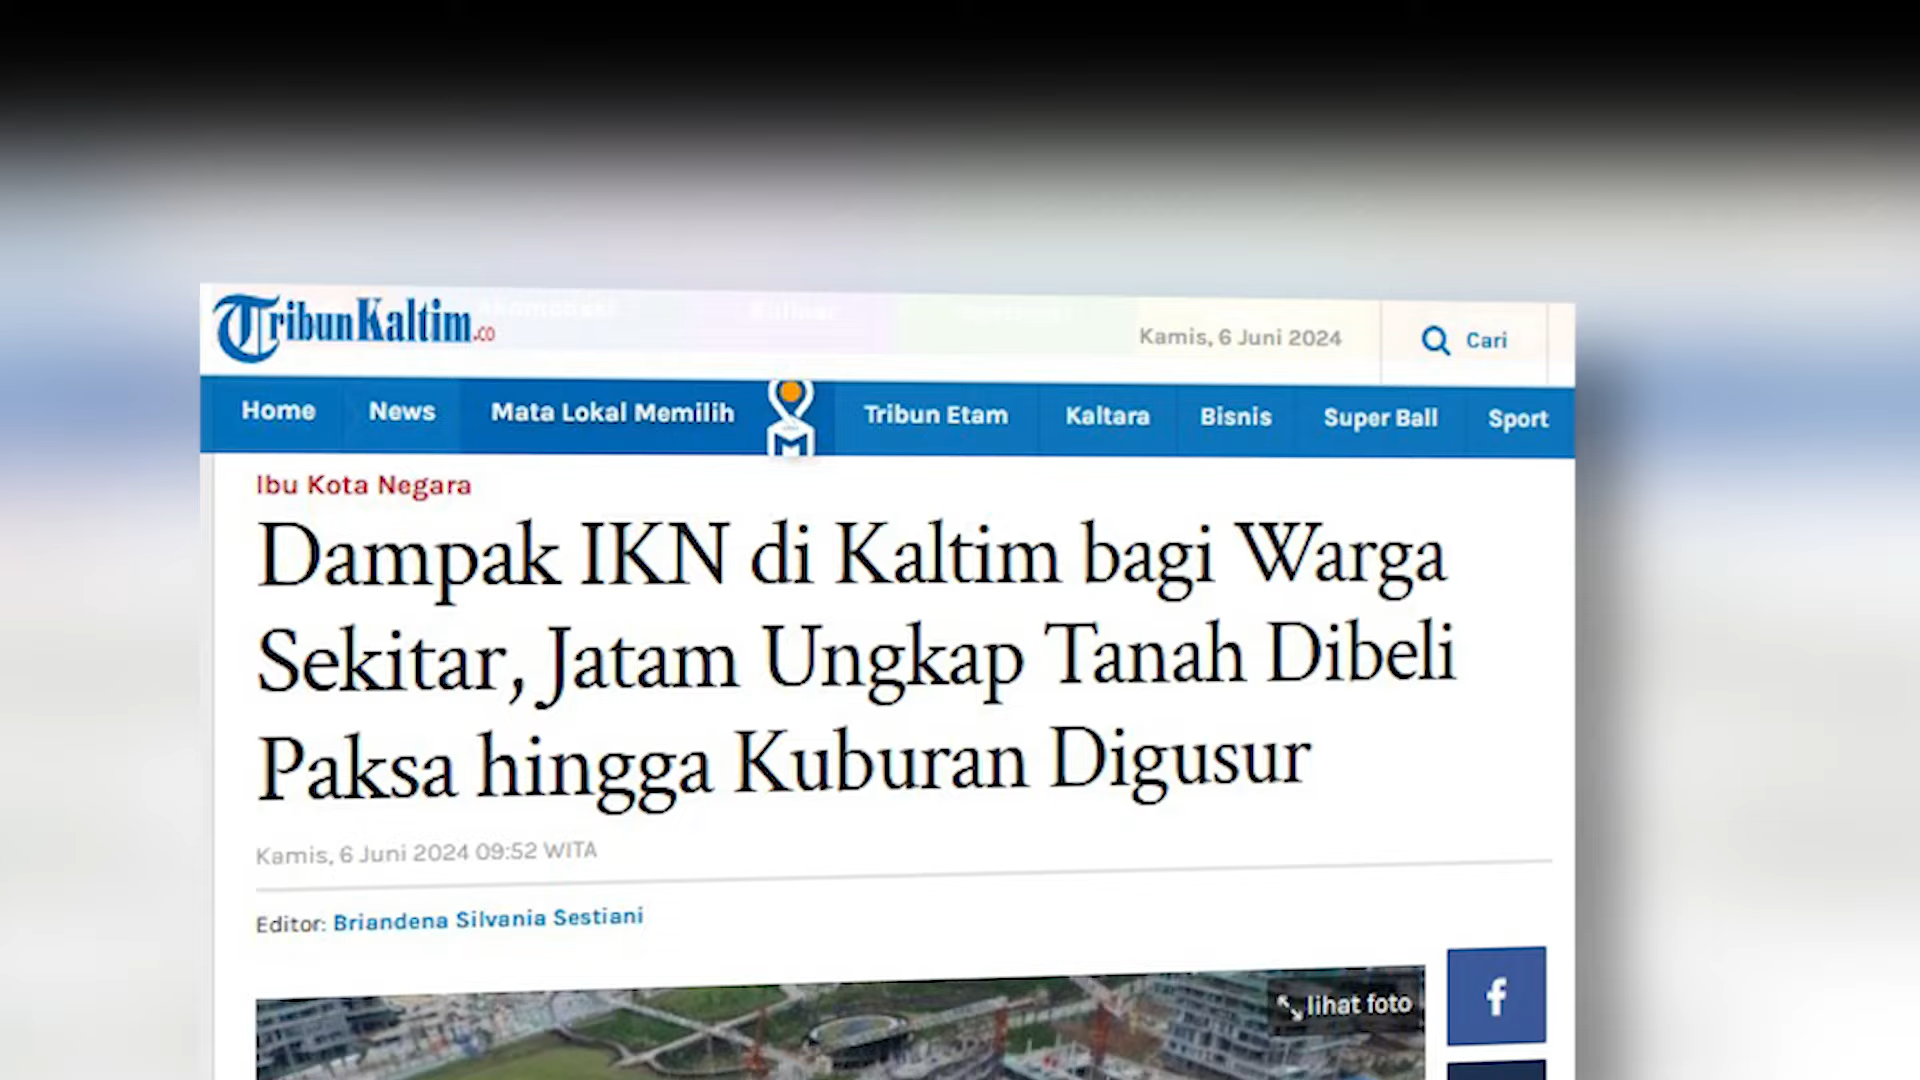 TribunKaltim.co
Kamis, 6 Juni 2024
Cari
Home News Mata Lokal Memilih Tribun Etam Kaltara Bisnis Super Ball Sport
Ibu Kota Negara
Dampak IKN di Kaltim bagi Warga
Sekitar, Jatam Ungkap Tanah Dibeli
Paksa hingga Kuburan Digusur
Kamis, 6 Juni 2024 09:52 WITA
Editor: Briandena Silvania Sestiani
lihat foto